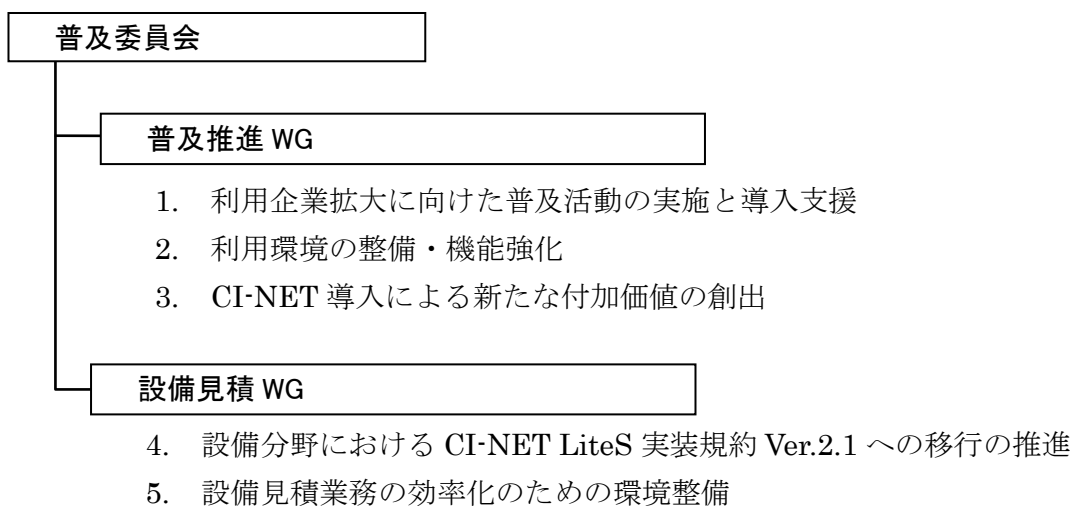 普及委員会
普及推進 WG
1. 利用企業拡大に向けた普及活動の実施と導入支援
2. 利用環境の整備・機能強化
3. CI-NET 導入による新たな付加価値の創出
設備見積 WG
4. 設備分野における CI-NET LiteS 実装規約 Ver.2.1 への移行の推進
5. 設備見積業務の効率化のための環境整備